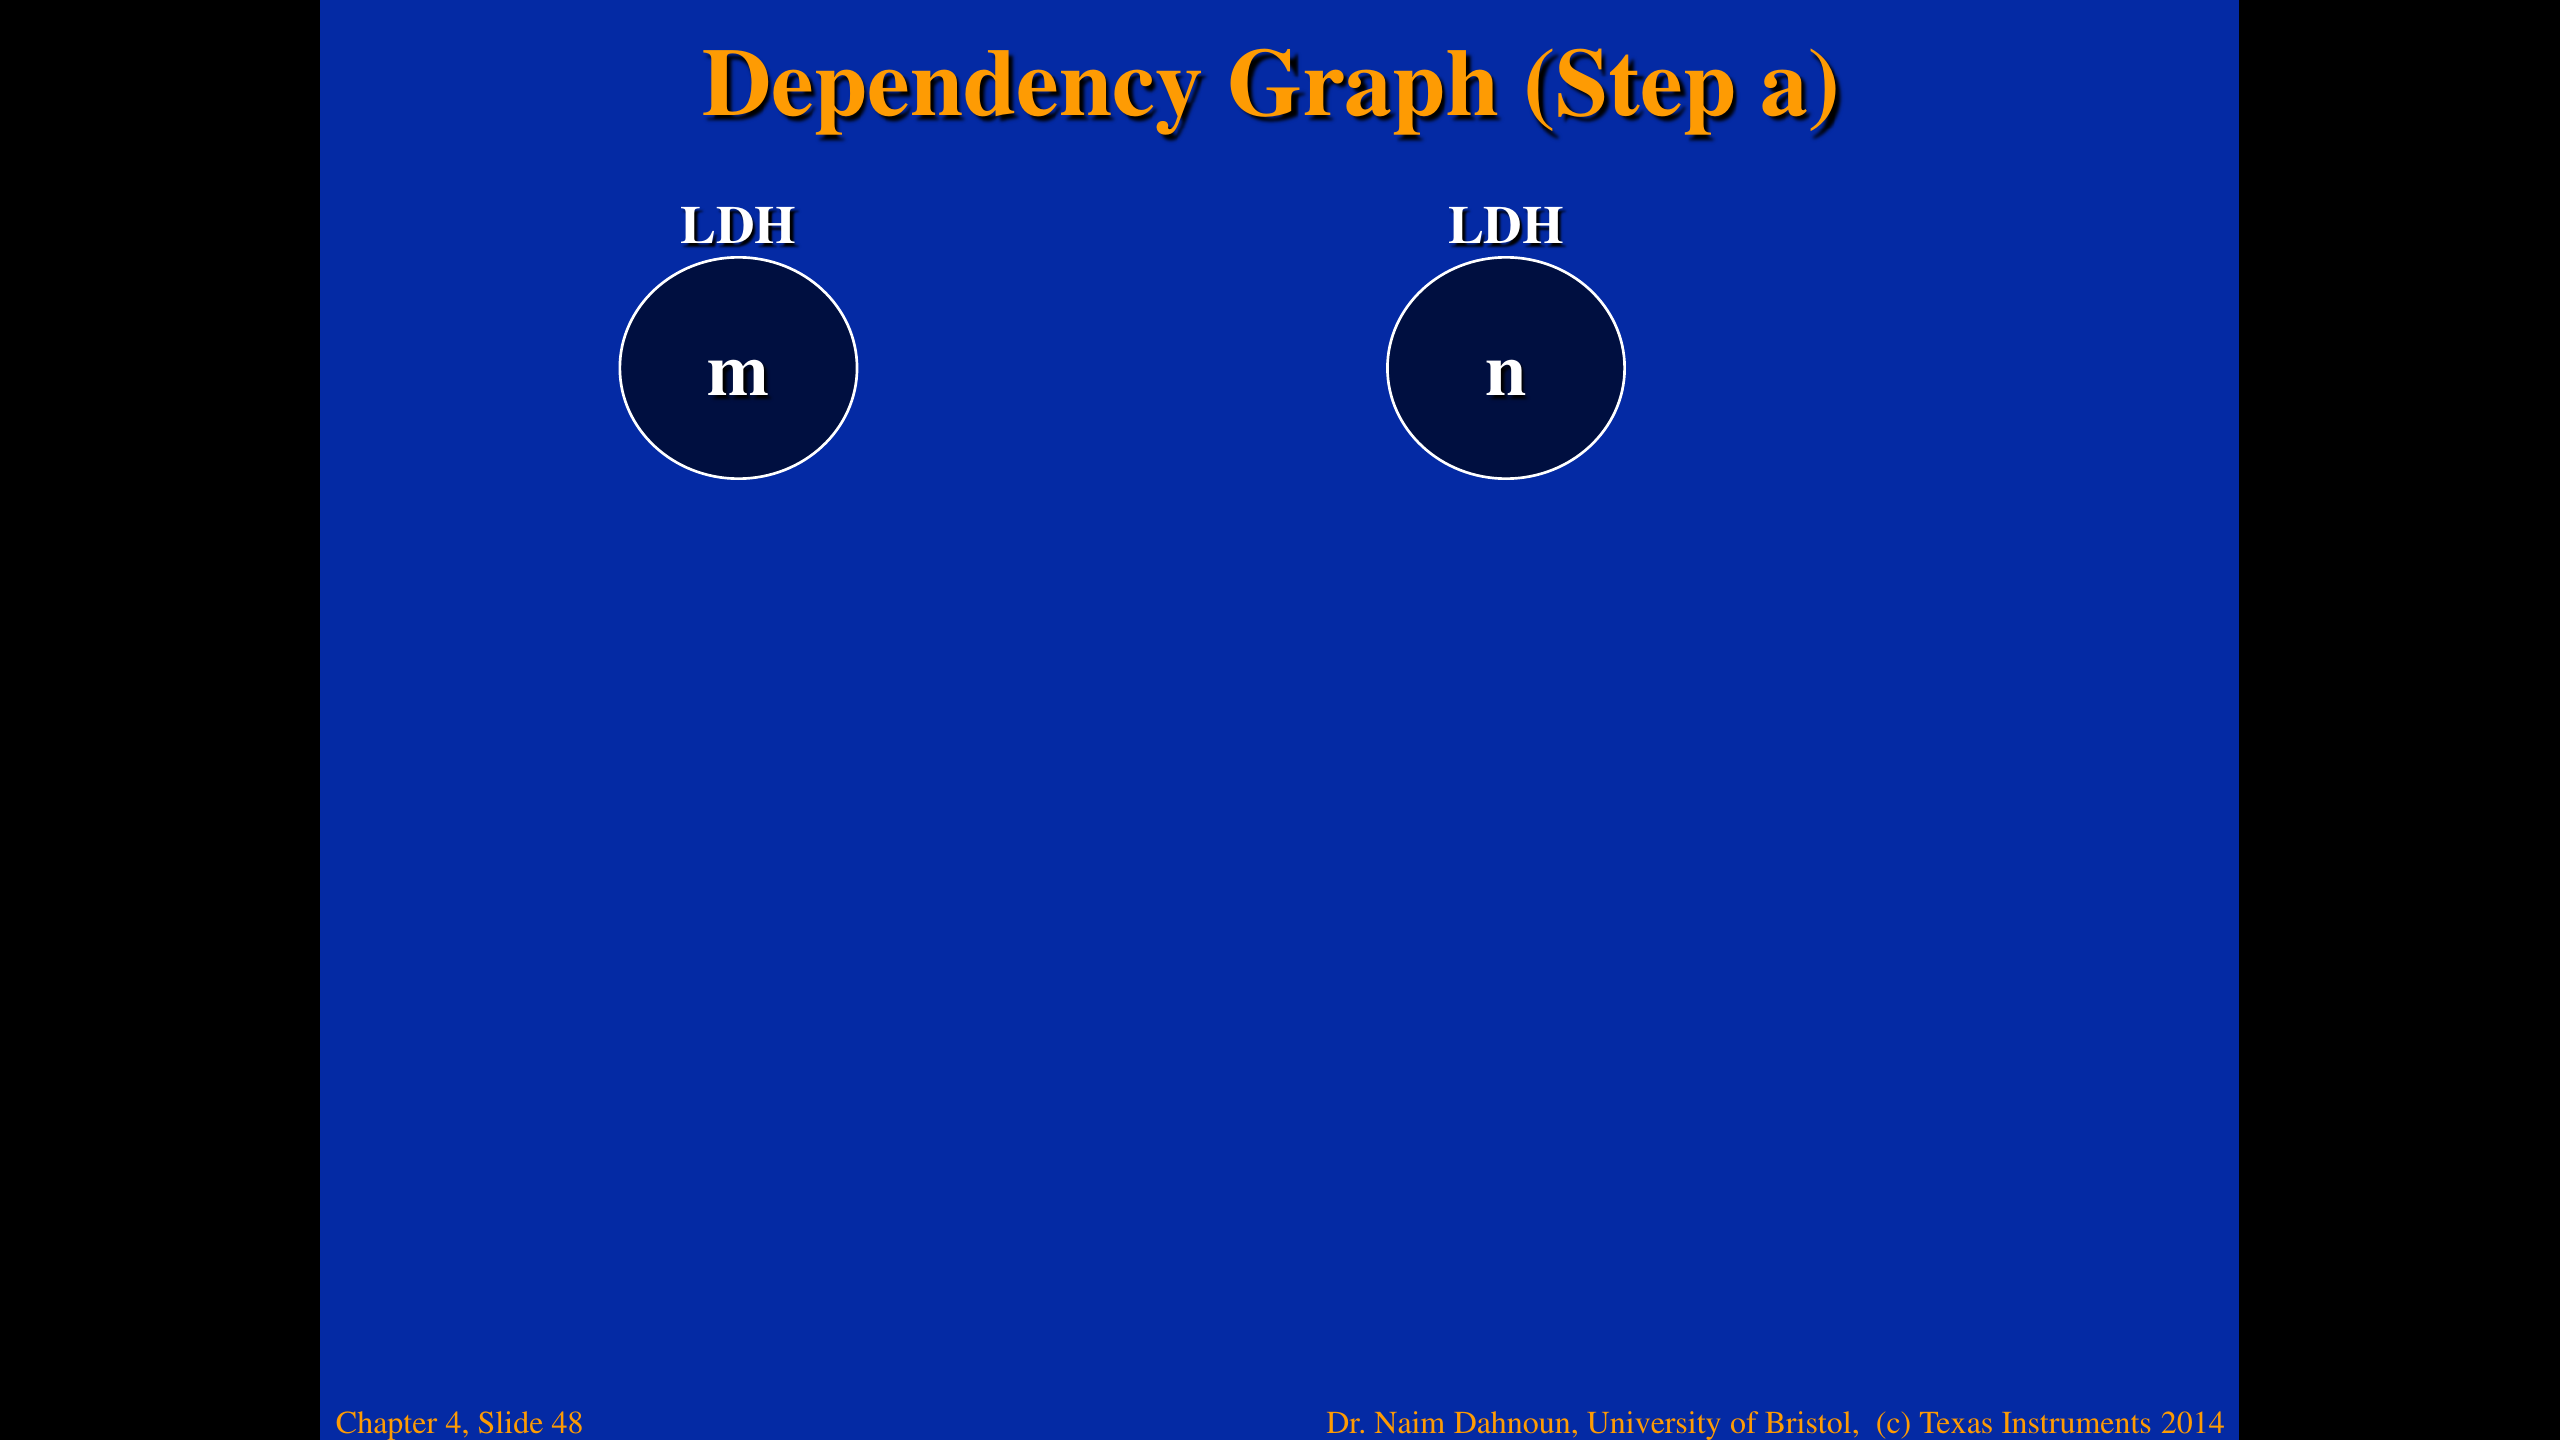 Dependency Graph (Step a)
LDH
LDH
m
n
Chapter 4, Slide 48
Dr. Naim Dahnoun, University of Bristol, (c) Texas Instruments 2014